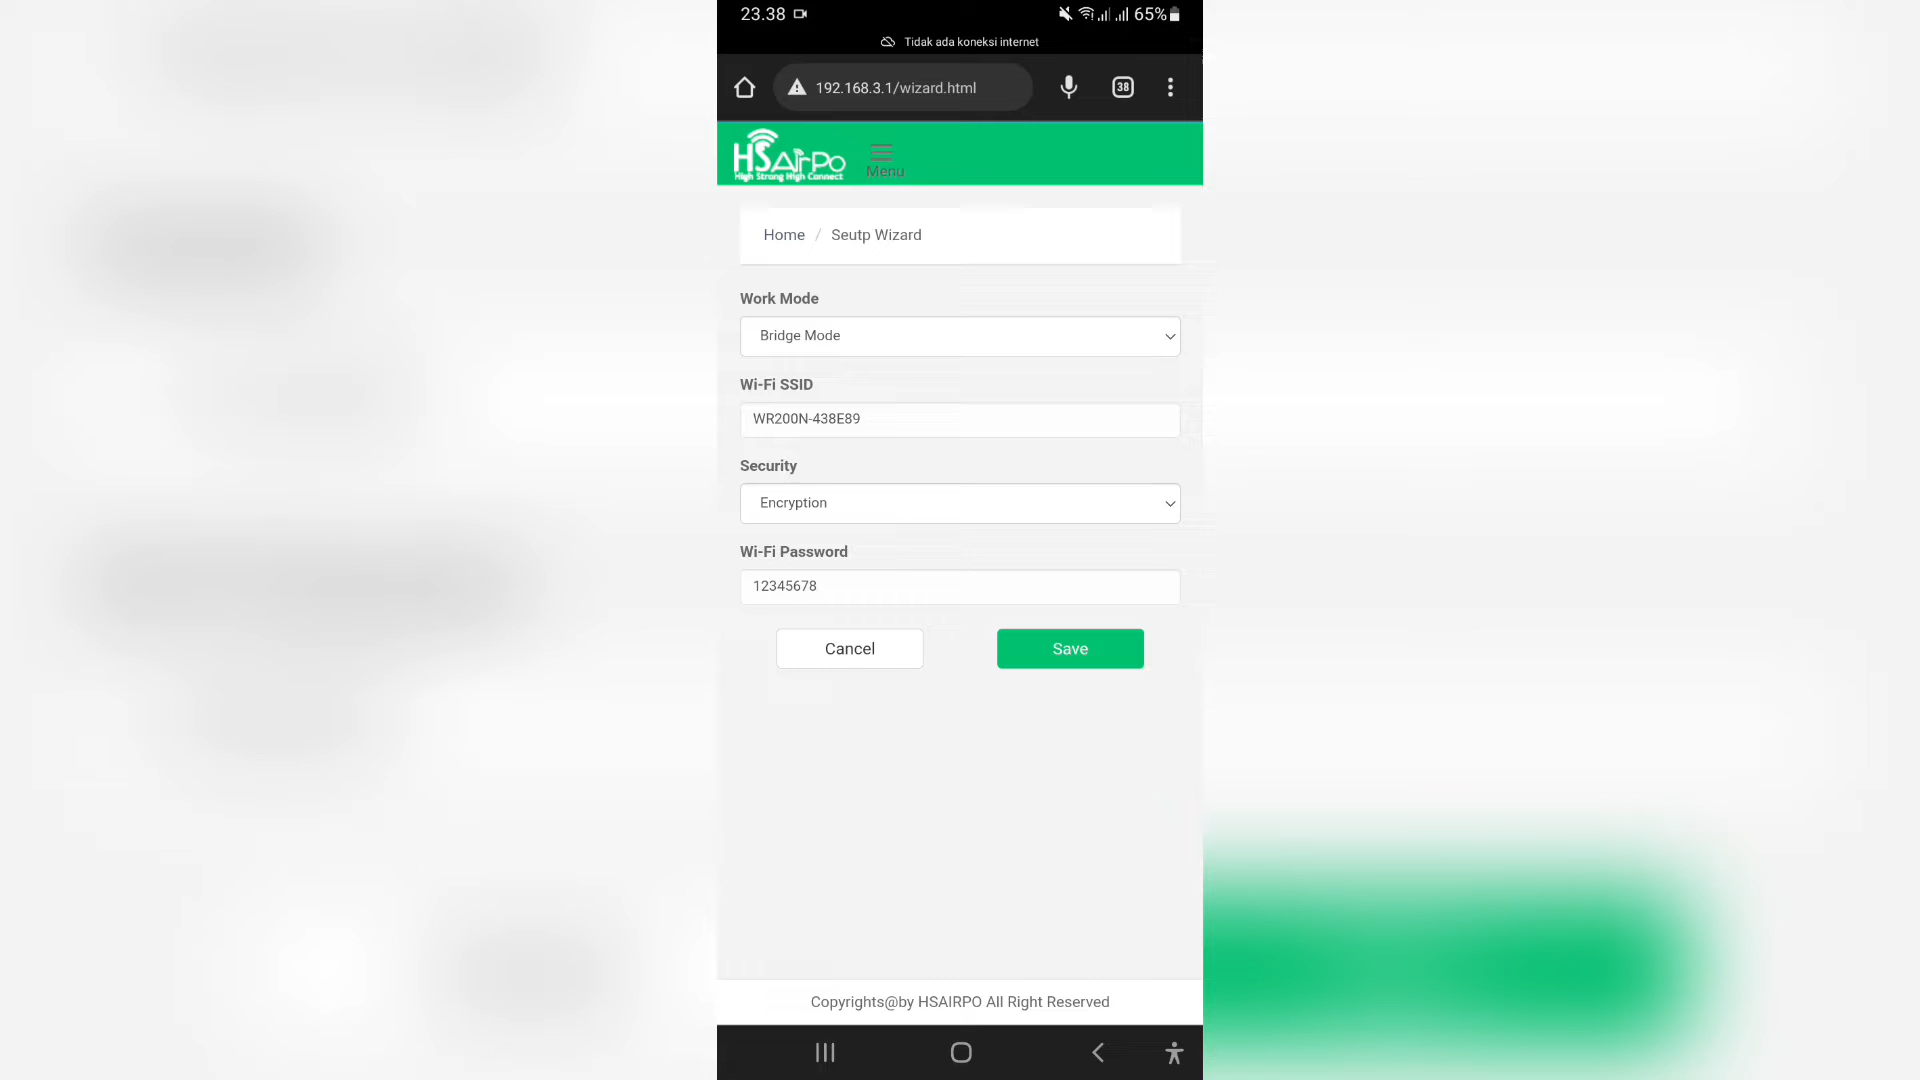 23.38
65%
Tidak ada koneksi internet
192.168.3.1/wizard.html
38
HSAirPo
High Strong High Connect
Menu
Home / Seutp Wizard
Work Mode
Bridge Mode
Wi-Fi SSID
WR200N-438E89
Security
Encryption
Wi-Fi Password
12345678
Cancel
Save
Copyrights@by HSAIRPO All Right Reserved